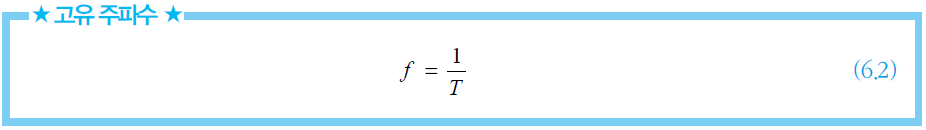 ★ 고유 주파수 ★
f = 1/T (6.2)